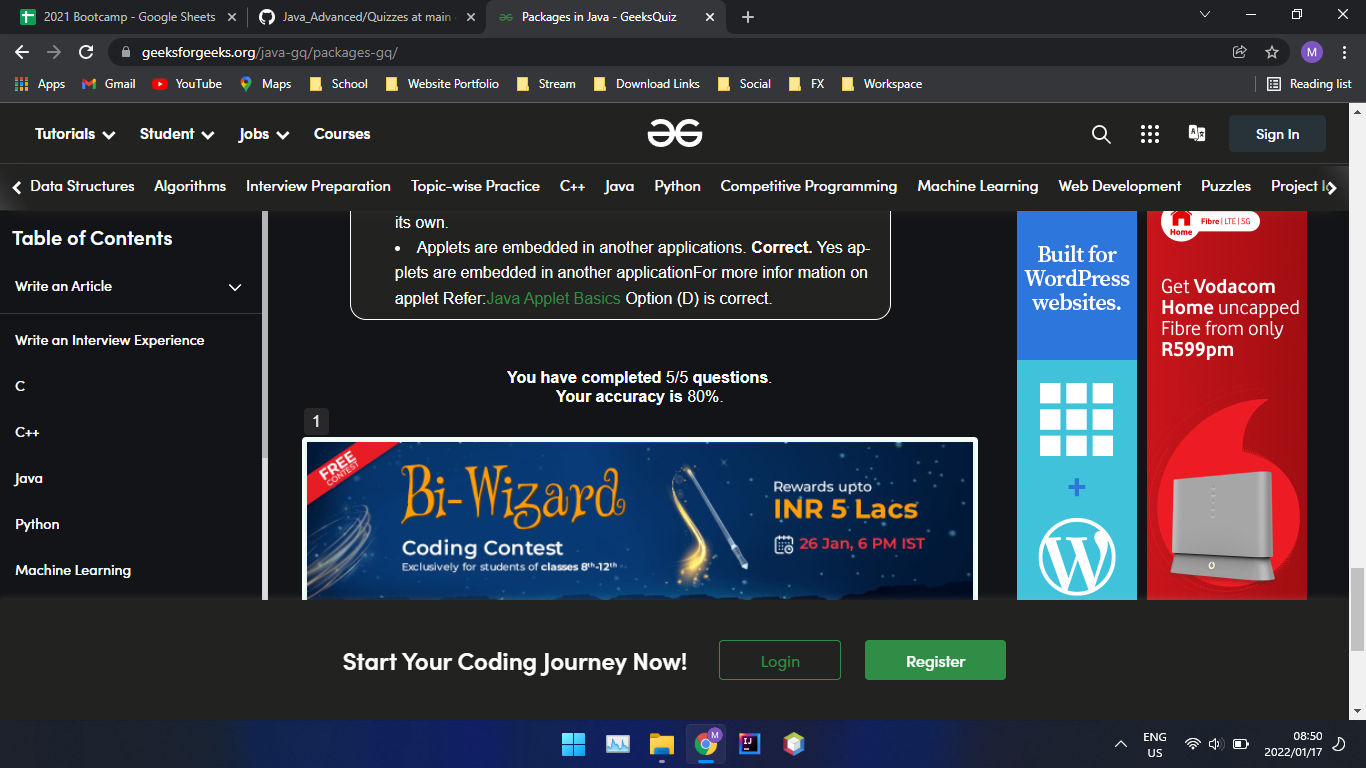 2021 Bootcamp - Google Sheets
Java_Advanced/Quizzes at main
Packages in Java - GeeksQuiz
geeksforgeeks.org/java-gq/packages-gq/
M
Apps Gmail YouTube Maps School Website Portfolio Stream Download Links Social FX Workspace Reading list
Tutorials Student Jobs Courses Sign In
Data Structures Algorithms Interview Preparation Topic-wise Practice C++ Java Python Competitive Programming Machine Learning Web Development Puzzles Project
Table of Contents
Write an Article
Write an Interview Experience
C
C++
Java
Python
Machine Learning
its own.
• Applets are embedded in another applications. Correct. Yes ap-
plets are embedded in another applicationFor more infor mation on
applet Refer:Java Applet Basics Option (D) is correct.
You have completed 5/5 questions.
Your accuracy is 80%.
1
FREE
CONTEST
Bi-Wizard
Coding Contest
Exclusively for students of classes 8th-12th
Rewards upto
INR 5 Lacs
26 Jan, 6 PM IST
Built for
WordPress
websites.
+
W
Home
Fibre | LTE | 5G
Get Vodacom
Home uncapped
Fibre from only
R599pm
Start Your Coding Journey Now!
Login
Register
M
IJ
ENG
US
08:50
2022/01/17